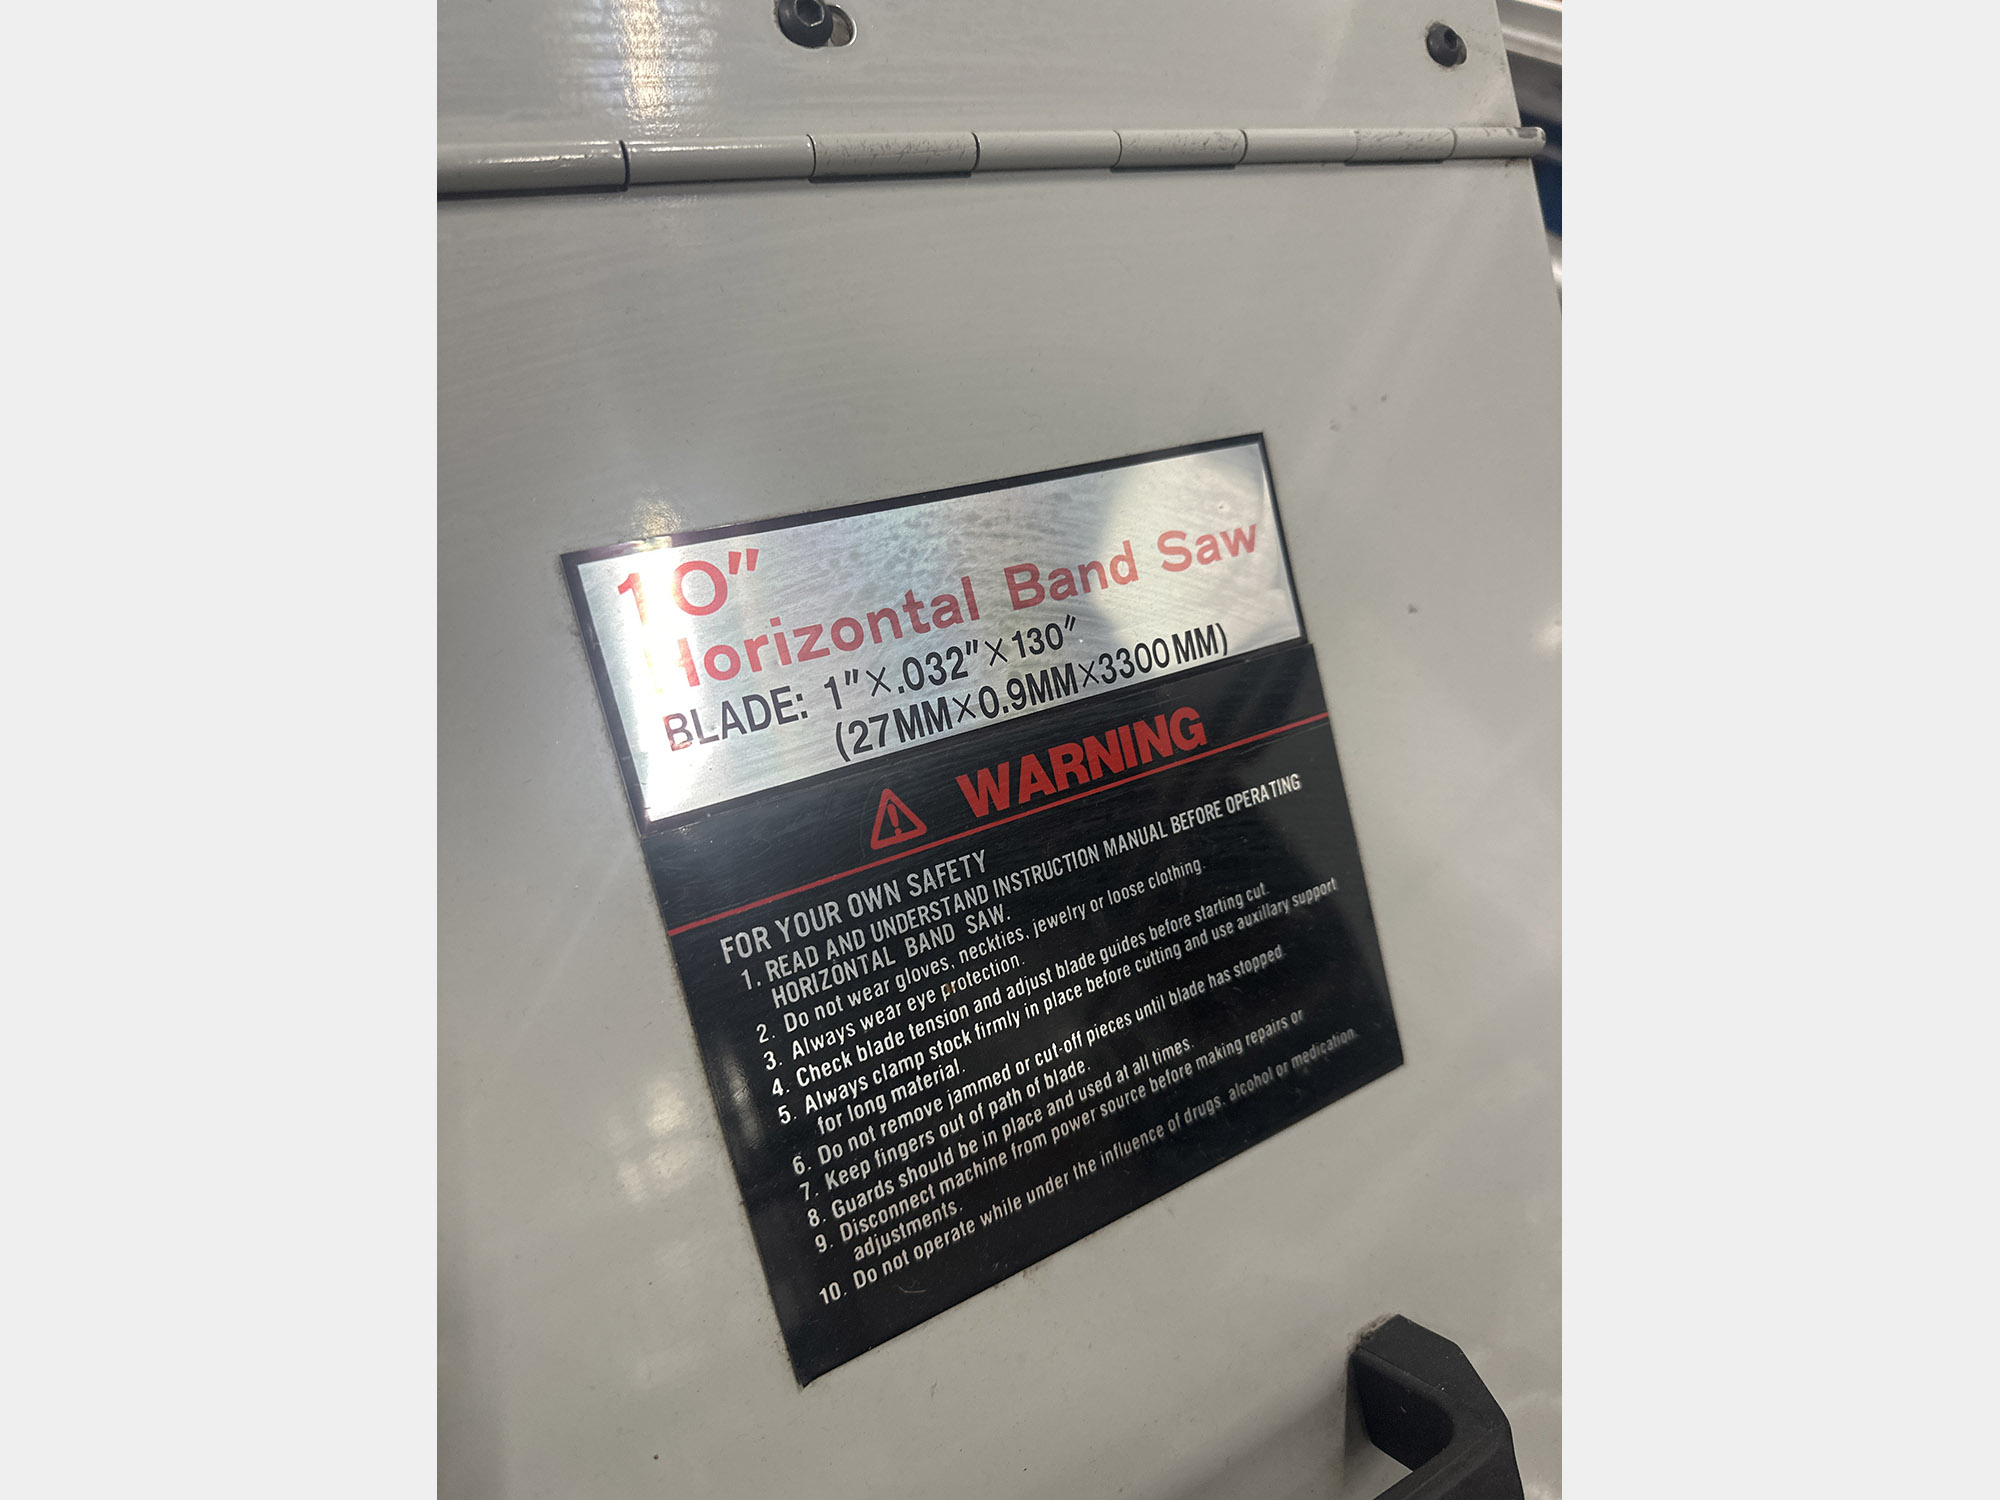 10"
Horizontal Band Saw
BLADE: 1"×.032"×130"
(27MM×0.9MM×3300MM)
WARNING
FOR YOUR OWN SAFETY
1. READ AND UNDERSTAND INSTRUCTION MANUAL BEFORE OPERATING
HORIZONTAL BAND SAW.
2. Do not wear gloves, neckties, jewelry or loose clothing.
3. Always wear eye protection.
4. Check blade tension and adjust blade guides before starting cut.
5. Always clamp stock firmly in place before cutting and use auxillary support
for long material.
6. Do not remove jammed or cut-off pieces until blade has stopped.
7. Keep fingers out of path of blade.
8. Guards should be in place and used at all times.
9. Disconnect machine from power source before making repairs or
adjustments.
10. Do not operate while under the influence of drugs, alcohol or medication.